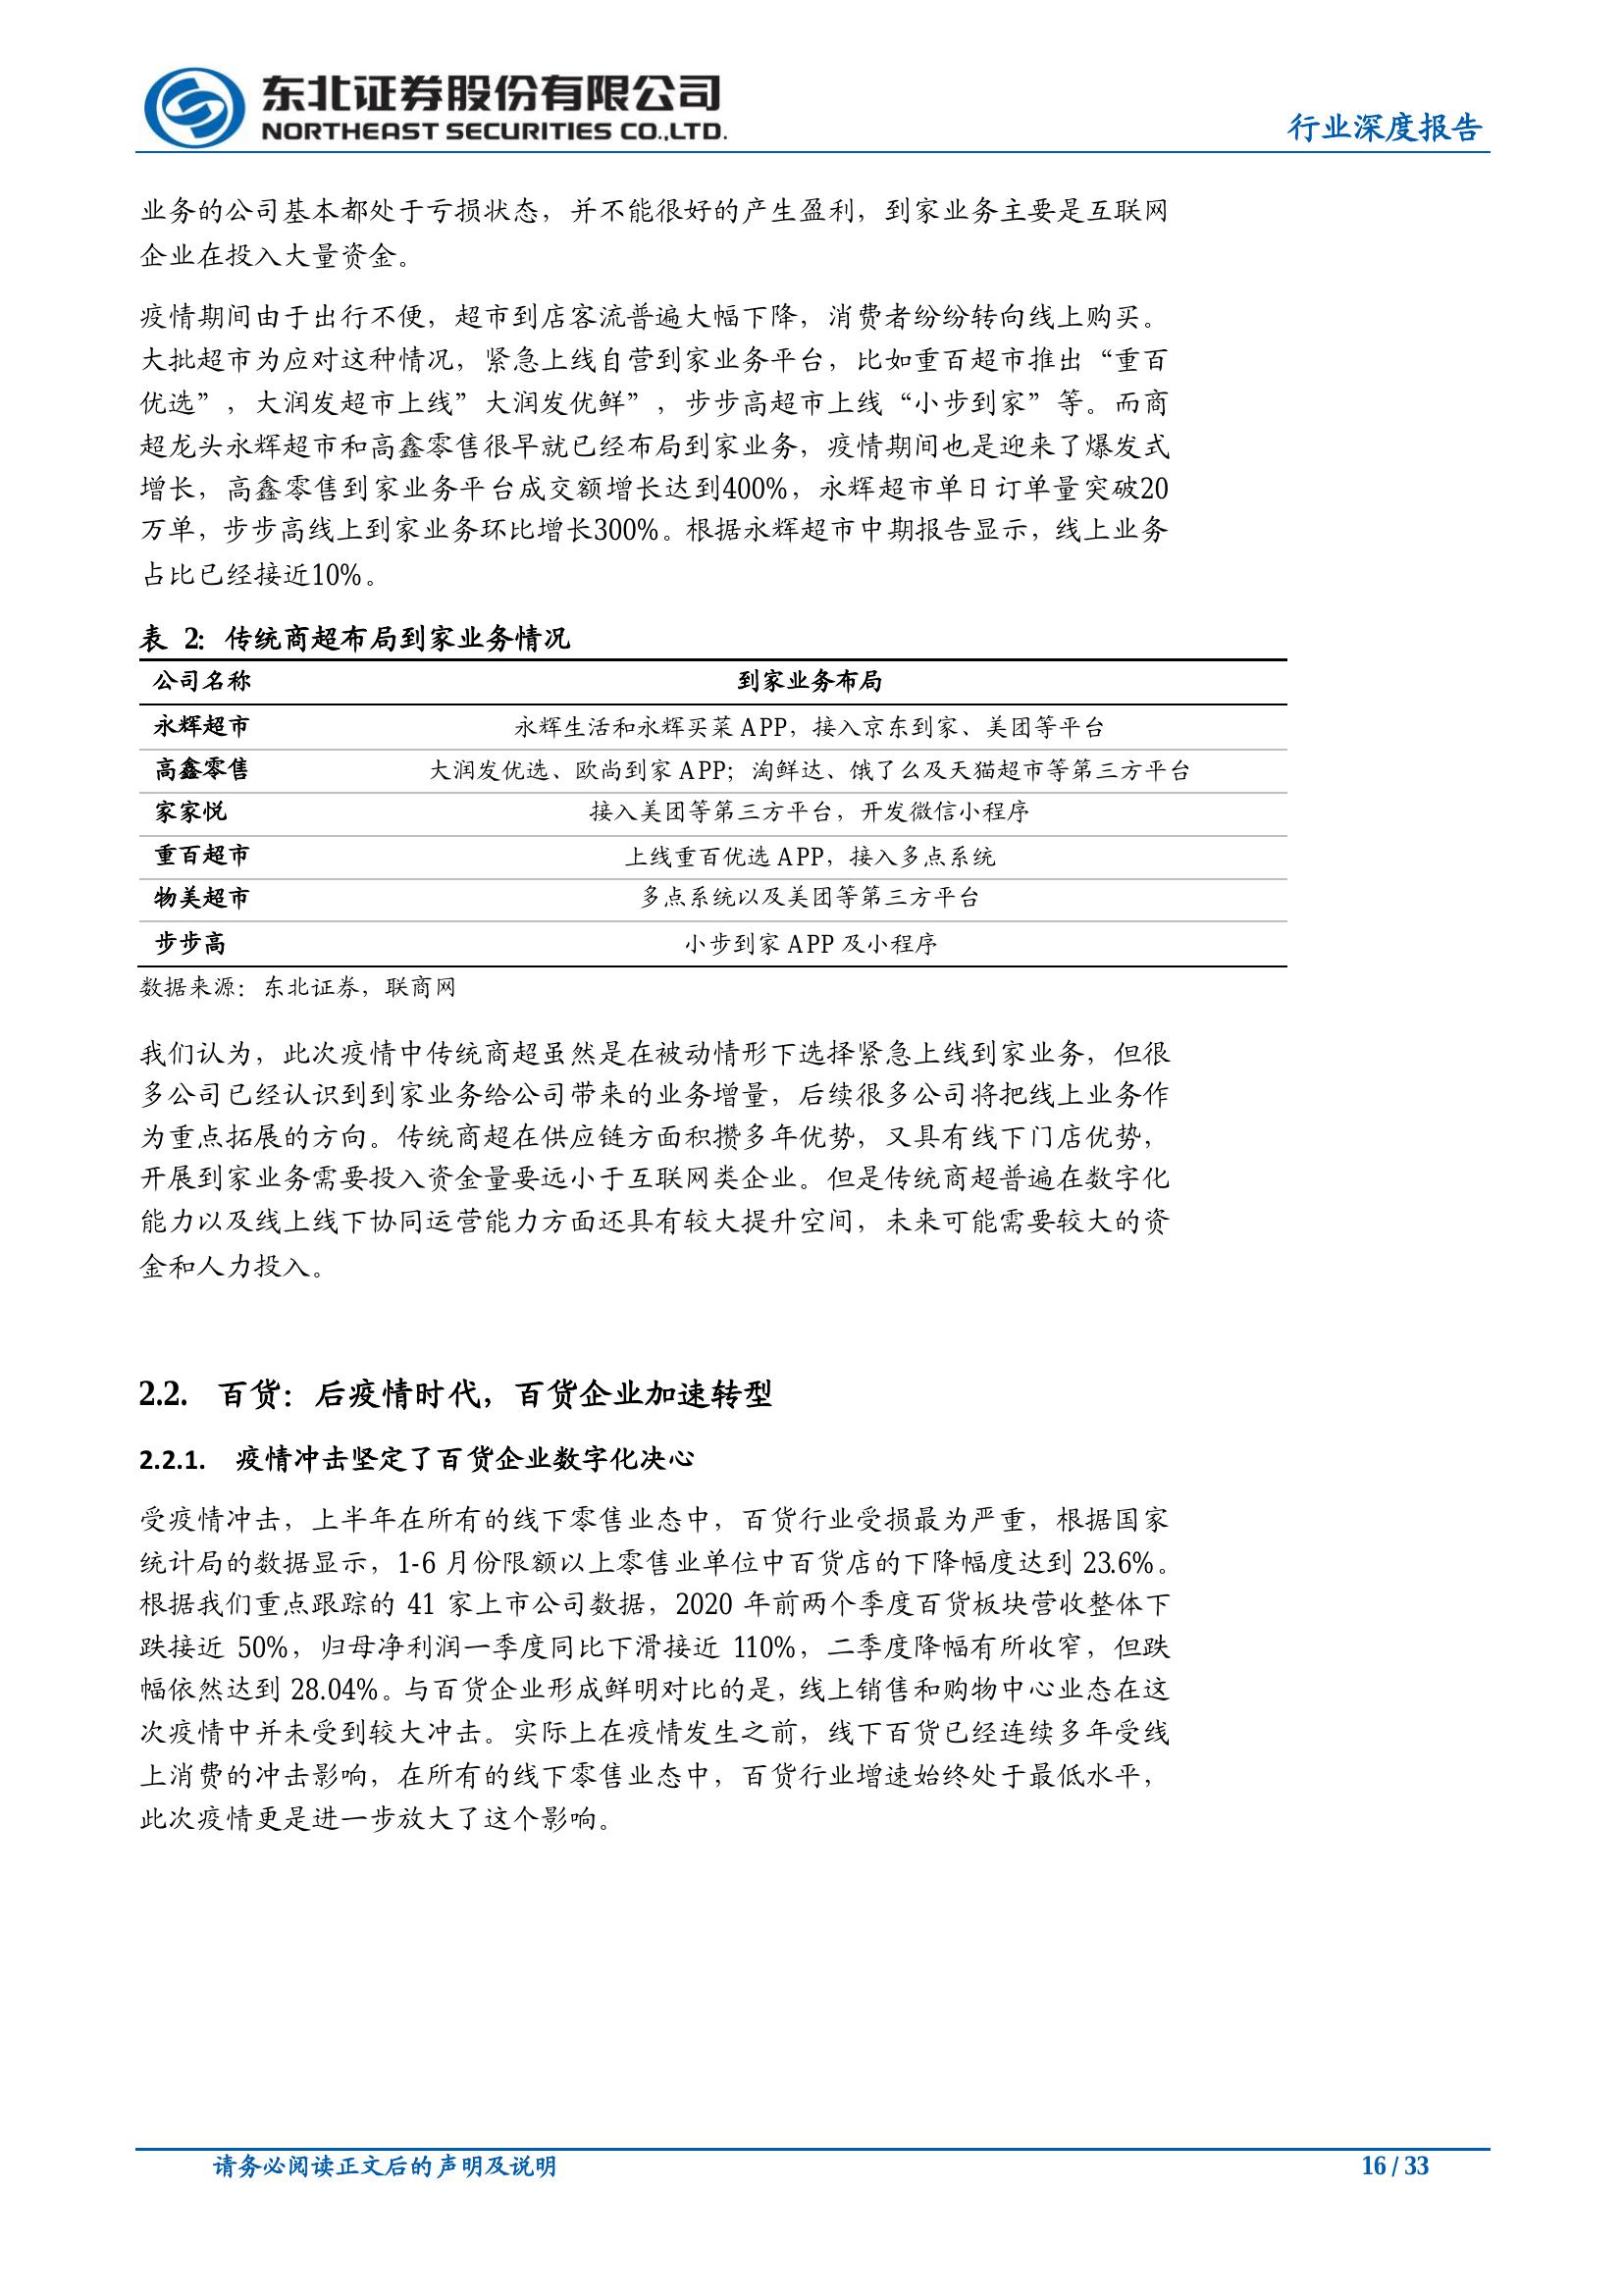 东北证券股份有限公司
NORTHEAST SECURITIES CO.,LTD.
行业深度报告
业务的公司基本都处于亏损状态，并不能很好的产生盈利，到家业务主要是互联网
企业在投入大量资金。
疫情期间由于出行不便，超市到店客流普遍大幅下降，消费者纷纷转向线上购买。
大批超市为应对这种情况，紧急上线自营到家业务平台，比如重百超市推出“重百
优选”，大润发超市上线”大润发优鲜”，步步高超市上线“小步到家”等。而商
超龙头永辉超市和高鑫零售很早就已经布局到家业务，疫情期间也是迎来了爆发式
增长，高鑫零售到家业务平台成交额增长达到400%，永辉超市单日订单量突破20
万单，步步高线上到家业务环比增长300%。根据永辉超市中期报告显示，线上业务
占比已经接近10%。
表 2：传统商超布局到家业务情况
公司名称 到家业务布局
永辉超市 永辉生活和永辉买菜 APP，接入京东到家、美团等平台
高鑫零售 大润发优选、欧尚到家 APP；淘鲜达、饿了么及天猫超市等第三方平台
家家悦 接入美团等第三方平台，开发微信小程序
重百超市 上线重百优选 APP，接入多点系统
物美超市 多点系统以及美团等第三方平台
步步高 小步到家 APP 及小程序
数据来源：东北证券，联商网
我们认为，此次疫情中传统商超虽然是在被动情形下选择紧急上线到家业务，但很
多公司已经认识到到家业务给公司带来的业务增量，后续很多公司将把线上业务作
为重点拓展的方向。传统商超在供应链方面积攒多年优势，又具有线下门店优势，
开展到家业务需要投入资金量要远小于互联网类企业。但是传统商超普遍在数字化
能力以及线上线下协同运营能力方面还具有较大提升空间，未来可能需要较大的资
金和人力投入。
2.2. 百货：后疫情时代，百货企业加速转型
2.2.1. 疫情冲击坚定了百货企业数字化决心
受疫情冲击，上半年在所有的线下零售业态中，百货行业受损最为严重，根据国家
统计局的数据显示，1-6 月份限额以上零售业单位中百货店的下降幅度达到 23.6%。
根据我们重点跟踪的 41 家上市公司数据，2020 年前两个季度百货板块营收整体下
跌接近 50%，归母净利润一季度同比下滑接近 110%，二季度降幅有所收窄，但跌
幅依然达到 28.04%。与百货企业形成鲜明对比的是，线上销售和购物中心业态在这
次疫情中并未受到较大冲击。实际上在疫情发生之前，线下百货已经连续多年受线
上消费的冲击影响，在所有的线下零售业态中，百货行业增速始终处于最低水平，
此次疫情更是进一步放大了这个影响。
请务必阅读正文后的声明及说明
16 / 33